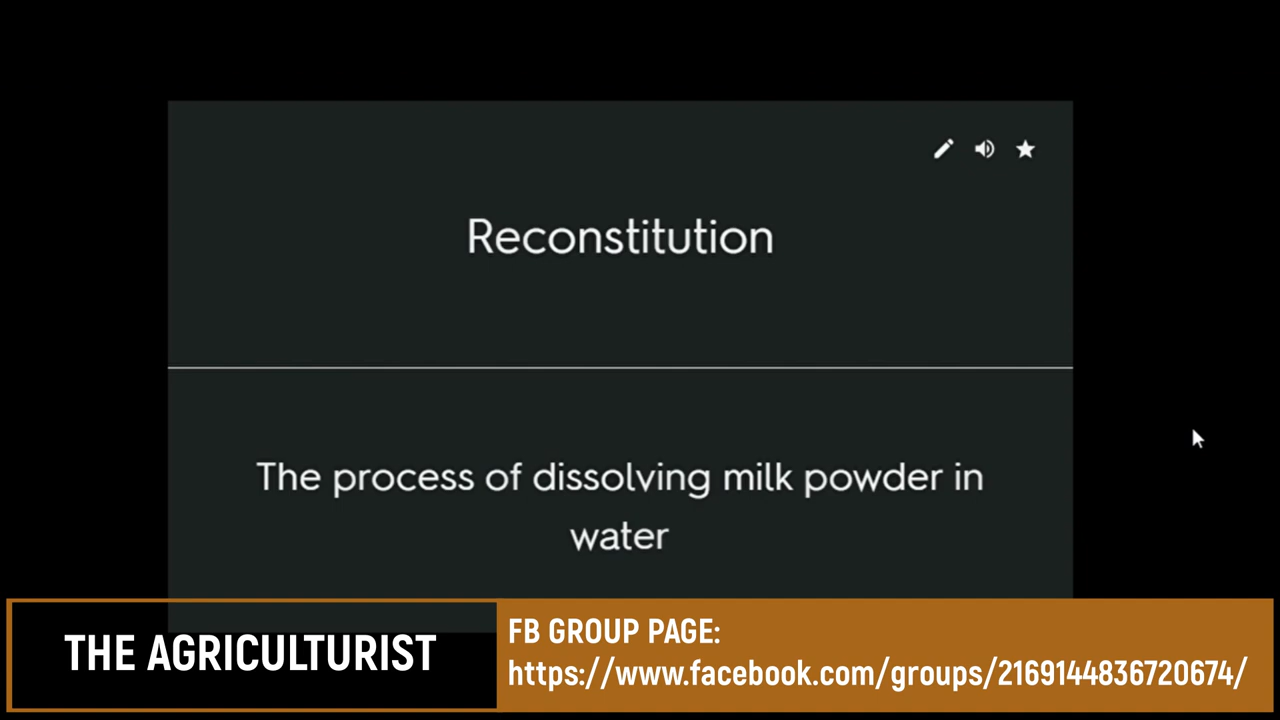 Reconstitution
The process of dissolving milk powder in
water
THE AGRICULTURIST
FB GROUP PAGE:
https://www.facebook.com/groups/2169144836720674/